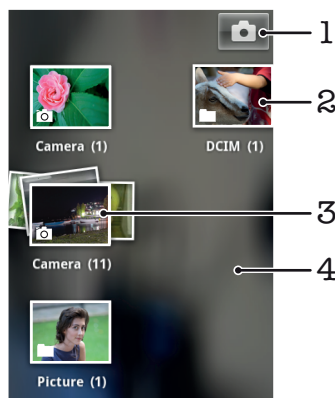 1
2
Camera (1)
DCIM (1)
3
Camera (11)
4
Picture (1)